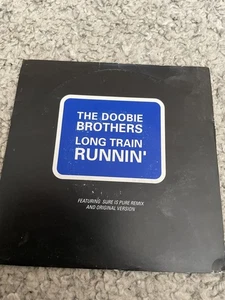 THE DOOBIE
BROTHERS
LONG TRAIN
RUNNIN'
FEATURING SURE IS PURE REMIX
AND ORIGINAL VERSION